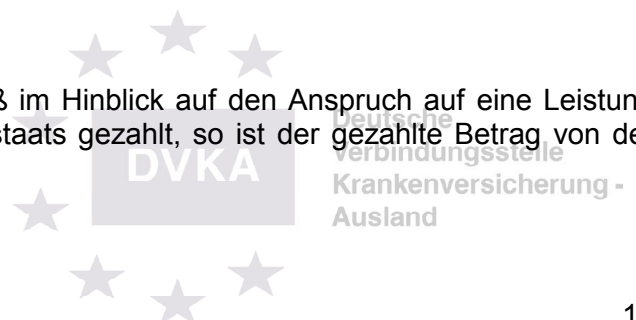 ß im Hinblick auf den Anspruch auf eine Leistun
staats gezahlt, so ist der gezahlte Betrag von de
DVKA
Deutsche
Verbindungsstelle
Krankenversicherung -
Ausland
1